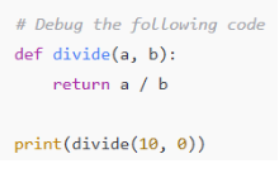 # Debug the following code
def divide(a, b):
    return a / b
print(divide(10, 0))